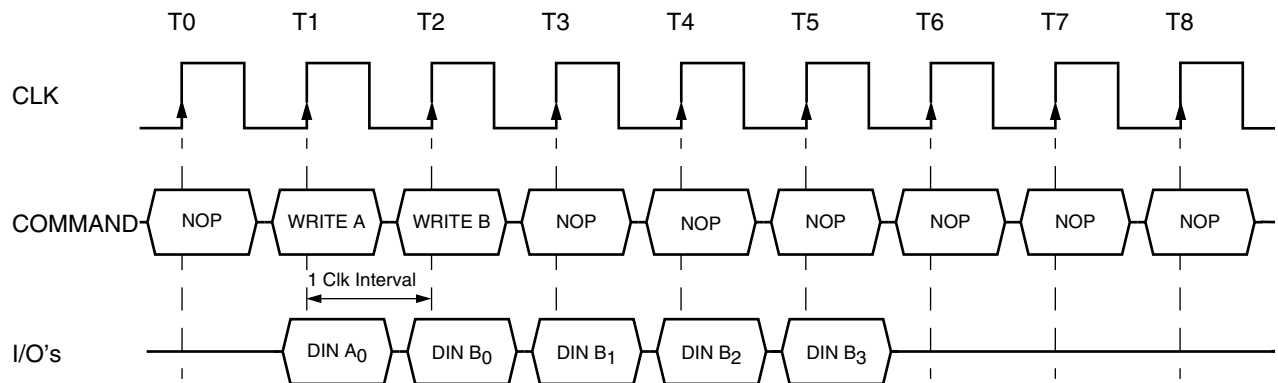 T0 T1 T2 T3 T4 T5 T6 T7 T8
CLK
COMMAND NOP WRITE A WRITE B NOP NOP NOP NOP NOP NOP
1 Clk Interval
I/O's DIN A0 DIN B0 DIN B1 DIN B2 DIN B3